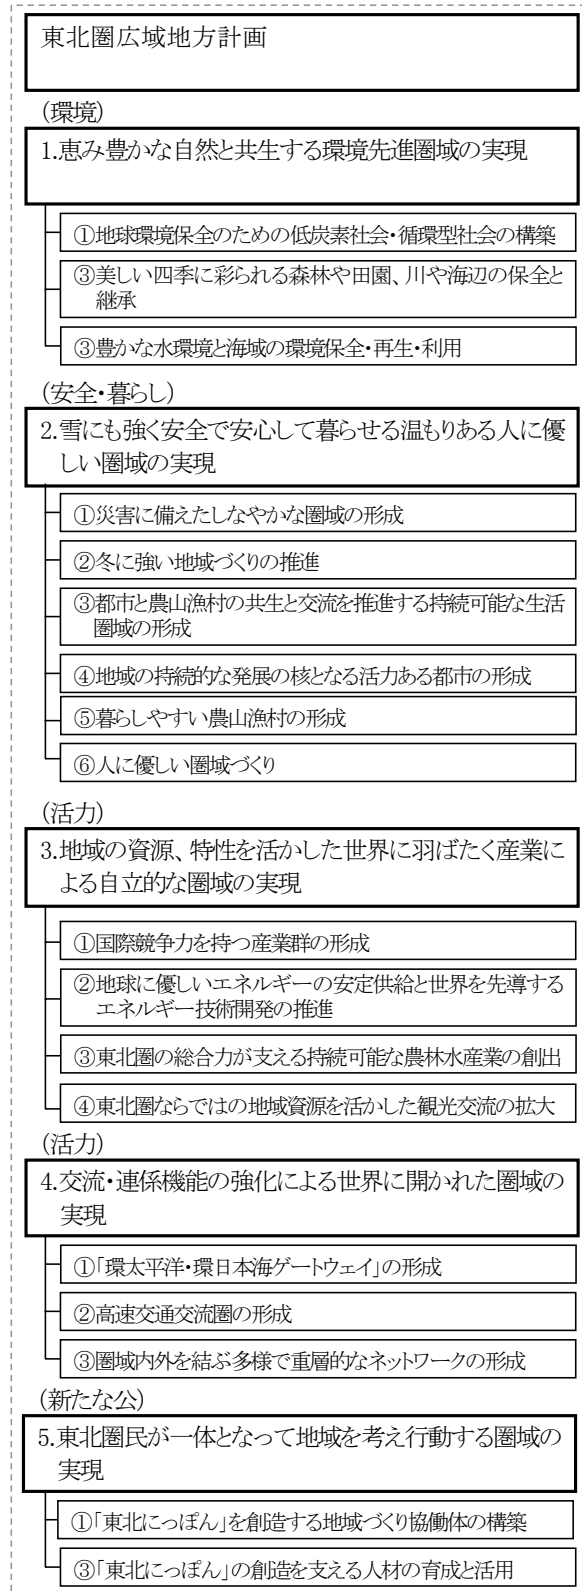 東北圏広域地方計画
(環境)
1.恵み豊かな自然と共生する環境先進圏域の実現
①地球環境保全のための低炭素社会・循環型社会の構築
③美しい四季に彩られる森林や田園、川や海辺の保全と
継承
③豊かな水環境と海域の環境保全・再生・利用
(安全・暮らし)
2.雪にも強く安全で安心して暮らせる温もりある人に優
しい圏域の実現
①災害に備えたしなやかな圏域の形成
②冬に強い地域づくりの推進
③都市と農山漁村の共生と交流を推進する持続可能な生活
圏域の形成
④地域の持続的な発展の核となる活力ある都市の形成
⑤暮らしやすい農山漁村の形成
⑥人に優しい圏域づくり
(活力)
3.地域の資源、特性を活かした世界に羽ばたく産業に
よる自立的な圏域の実現
①国際競争力を持つ産業群の形成
②地球に優しいエネルギーの安定供給と世界を先導する
エネルギー技術開発の推進
③東北圏の総合力が支える持続可能な農林水産業の創出
④東北圏ならではの地域資源を活かした観光交流の拡大
(活力)
4.交流・連係機能の強化による世界に開かれた圏域の
実現
①「環太平洋・環日本海ゲートウェイ」の形成
②高速交通交流圏の形成
③圏域内外を結ぶ多様で重層的なネットワークの形成
(新たな公)
5.東北圏民が一体となって地域を考え行動する圏域の
実現
①「東北にっぽん」を創造する地域づくり協働体の構築
③「東北にっぽん」の創造を支える人材の育成と活用